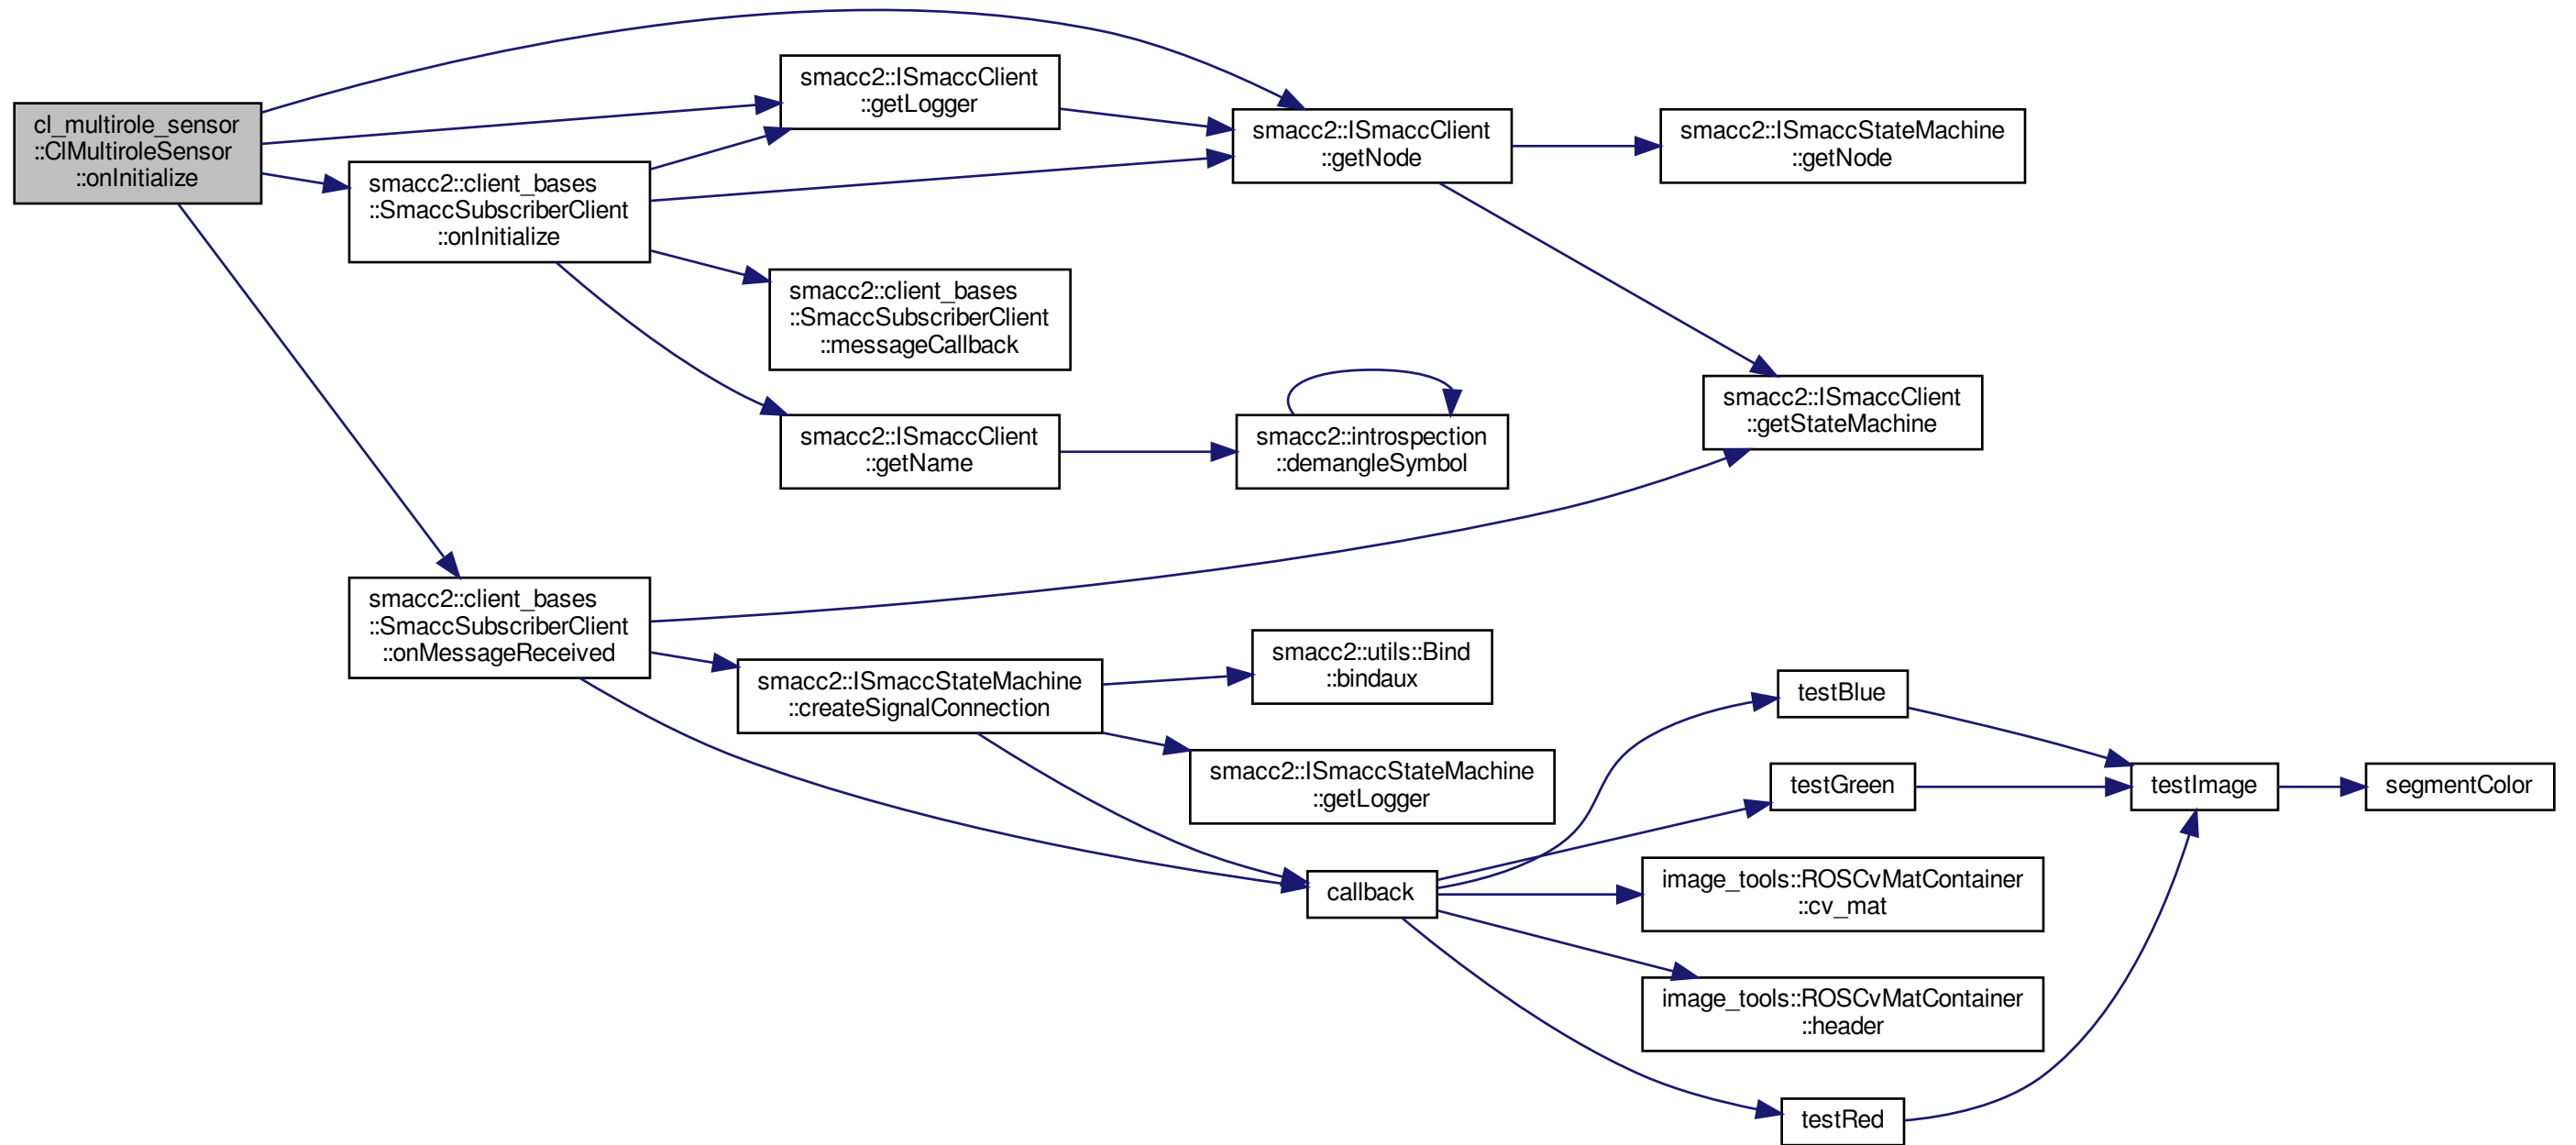 cl_multirole_sensor
::ClMultiroleSensor
::onInitialize
smacc2::ISmaccClient
::getLogger
smacc2::client_bases
::SmaccSubscriberClient
::onInitialize
smacc2::ISmaccClient
::getNode
smacc2::ISmaccStateMachine
::getNode
smacc2::client_bases
::SmaccSubscriberClient
::messageCallback
smacc2::ISmaccClient
::getName
smacc2::introspection
::demangleSymbol
smacc2::ISmaccClient
::getStateMachine
smacc2::client_bases
::SmaccSubscriberClient
::onMessageReceived
smacc2::ISmaccStateMachine
::createSignalConnection
smacc2::utils::Bind
::bindaux
smacc2::ISmaccStateMachine
::getLogger
callback
testBlue
testGreen
image_tools::ROSCvMatContainer
::cv_mat
image_tools::ROSCvMatContainer
::header
testRed
testImage
segmentColor